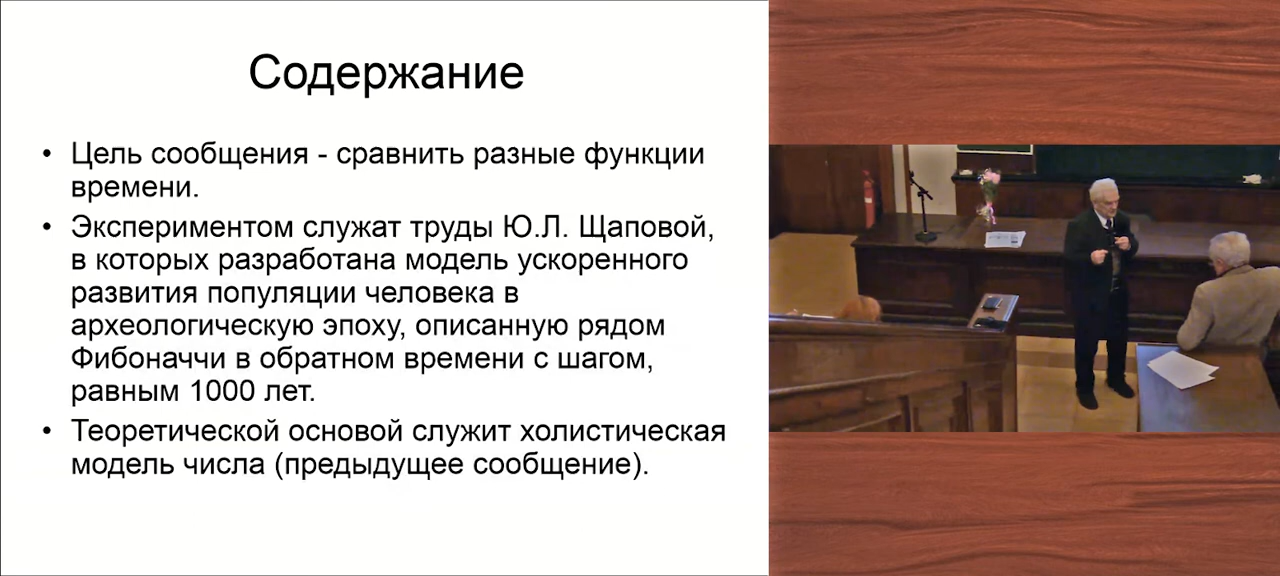 Содержание
• Цель сообщения - сравнить разные функции
времени.
• Экспериментом служат труды Ю.Л. Щаповой,
в которых разработана модель ускоренного
развития популяции человека в
археологическую эпоху, описанную рядом
Фибоначчи в обратном времени с шагом,
равным 1000 лет.
• Теоретической основой служит холистическая
модель числа (предыдущее сообщение).